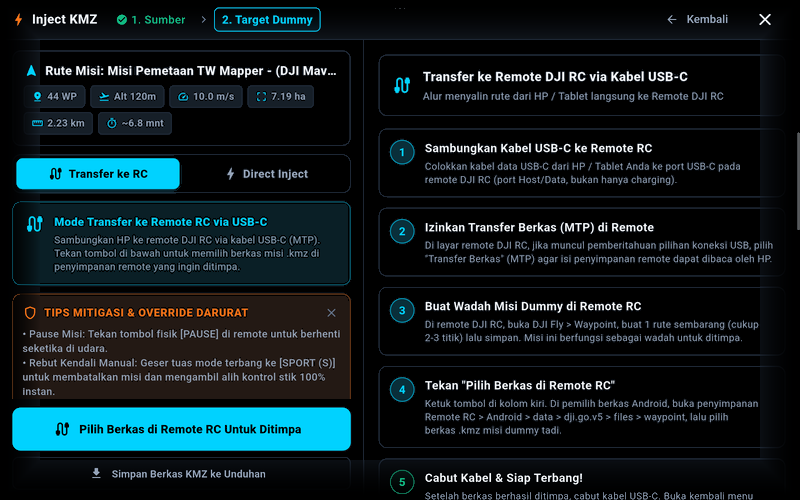 Inject KMZ
1. Sumber
2. Target Dummy
Kembali
Rute Misi: Misi Pemetaan TW Mapper - (DJI Mav...
44 WP
Alt 120m
10.0 m/s
7.19 ha
2.23 km
~6.8 mnt
Transfer ke RC
Direct Inject
Mode Transfer ke Remote RC via USB-C
Sambungkan HP ke remote DJI RC via kabel USB-C (MTP).
Tekan tombol di bawah untuk memilih berkas misi .kmz di
penyimpanan remote yang ingin ditimpa.
TIPS MITIGASI & OVERRIDE DARURAT
• Pause Misi: Tekan tombol fisik [PAUSE] di remote untuk berhenti
seketika di udara.
• Rebut Kendali Manual: Geser tuas mode terbang ke [SPORT (S)]
untuk membatalkan misi dan mengambil alih kontrol stik 100%
instan.
Pilih Berkas di Remote RC Untuk Ditimpa
Simpan Berkas KMZ ke Unduhan
Transfer ke Remote DJI RC via Kabel USB-C
Alur menyalin rute dari HP / Tablet langsung ke Remote DJI RC
1
Sambungkan Kabel USB-C ke Remote RC
Colokkan kabel data USB-C dari HP / Tablet Anda ke port USB-C pada
remote DJI RC (port Host/Data, bukan hanya charging).
2
Izinkan Transfer Berkas (MTP) di Remote
Di layar remote DJI RC, jika muncul pemberitahuan pilihan koneksi USB, pilih
"Transfer Berkas" (MTP) agar isi penyimpanan remote dapat dibaca oleh HP.
3
Buat Wadah Misi Dummy di Remote RC
Di remote DJI RC, buka DJI Fly > Waypoint, buat 1 rute sembarang (cukup
2-3 titik) lalu simpan. Misi ini berfungsi sebagai wadah untuk ditimpa.
4
Tekan "Pilih Berkas di Remote RC"
Ketuk tombol di kolom kiri. Di pemilih berkas Android, buka penyimpanan
Remote RC > Android > data > dji.go.v5 > files > waypoint, lalu pilih
berkas .kmz misi dummy tadi.
5
Cabut Kabel & Siap Terbang!
Setelah berkas berhasil ditimpa, cabut kabel USB-C. Buka kembali menu